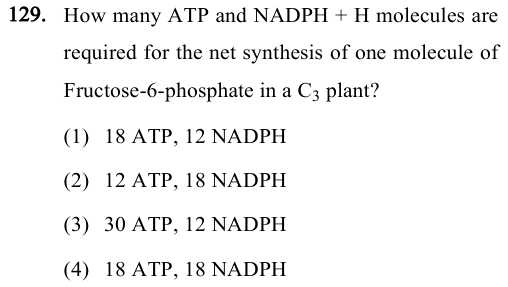 129. How many ATP and NADPH + H molecules are
required for the net synthesis of one molecule of
Fructose-6-phosphate in a C₃ plant?
(1) 18 ATP, 12 NADPH
(2) 12 ATP, 18 NADPH
(3) 30 ATP, 12 NADPH
(4) 18 ATP, 18 NADPH